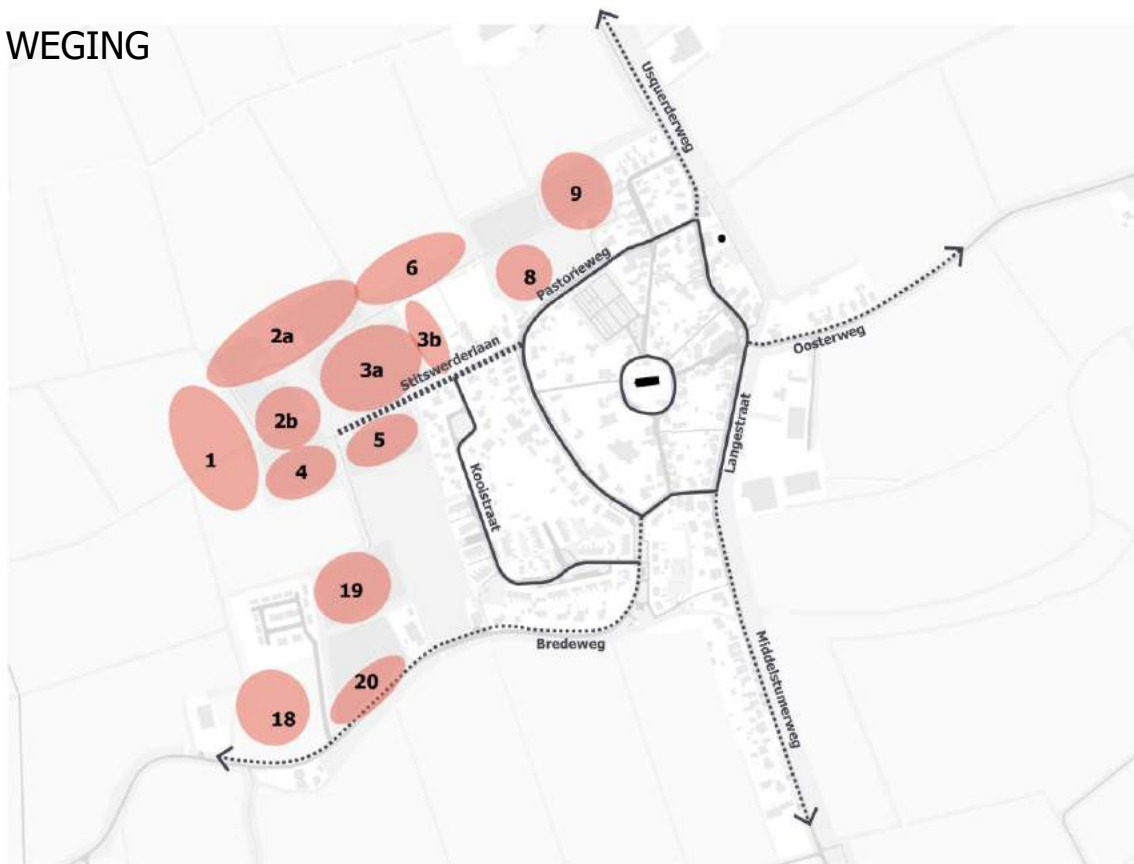 WEGING
Usquerderweg
9
6
8
Pastorieweg
2a
3b
3a
Stitswerderlaan
Oosterweg
2b
5
1
4
Langestraat
Kooistraat
19
Bredeweg
Middelstumerweg
20
18